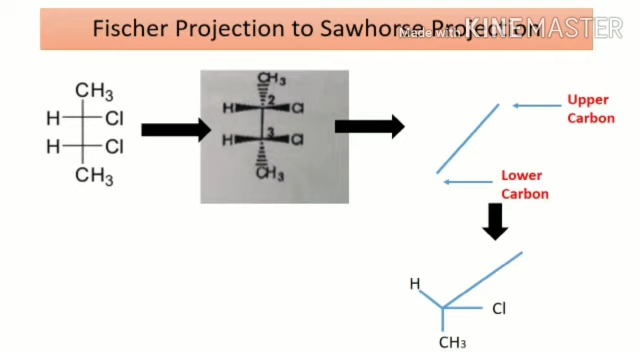 Fischer Projection to Sawhorse Projection
Made with KINEMASTER
CH3
H Cl
H Cl
CH3
CH3
2
H Cl
3
H Cl
CH3
Upper
Carbon
Lower
Carbon
H
Cl
CH3